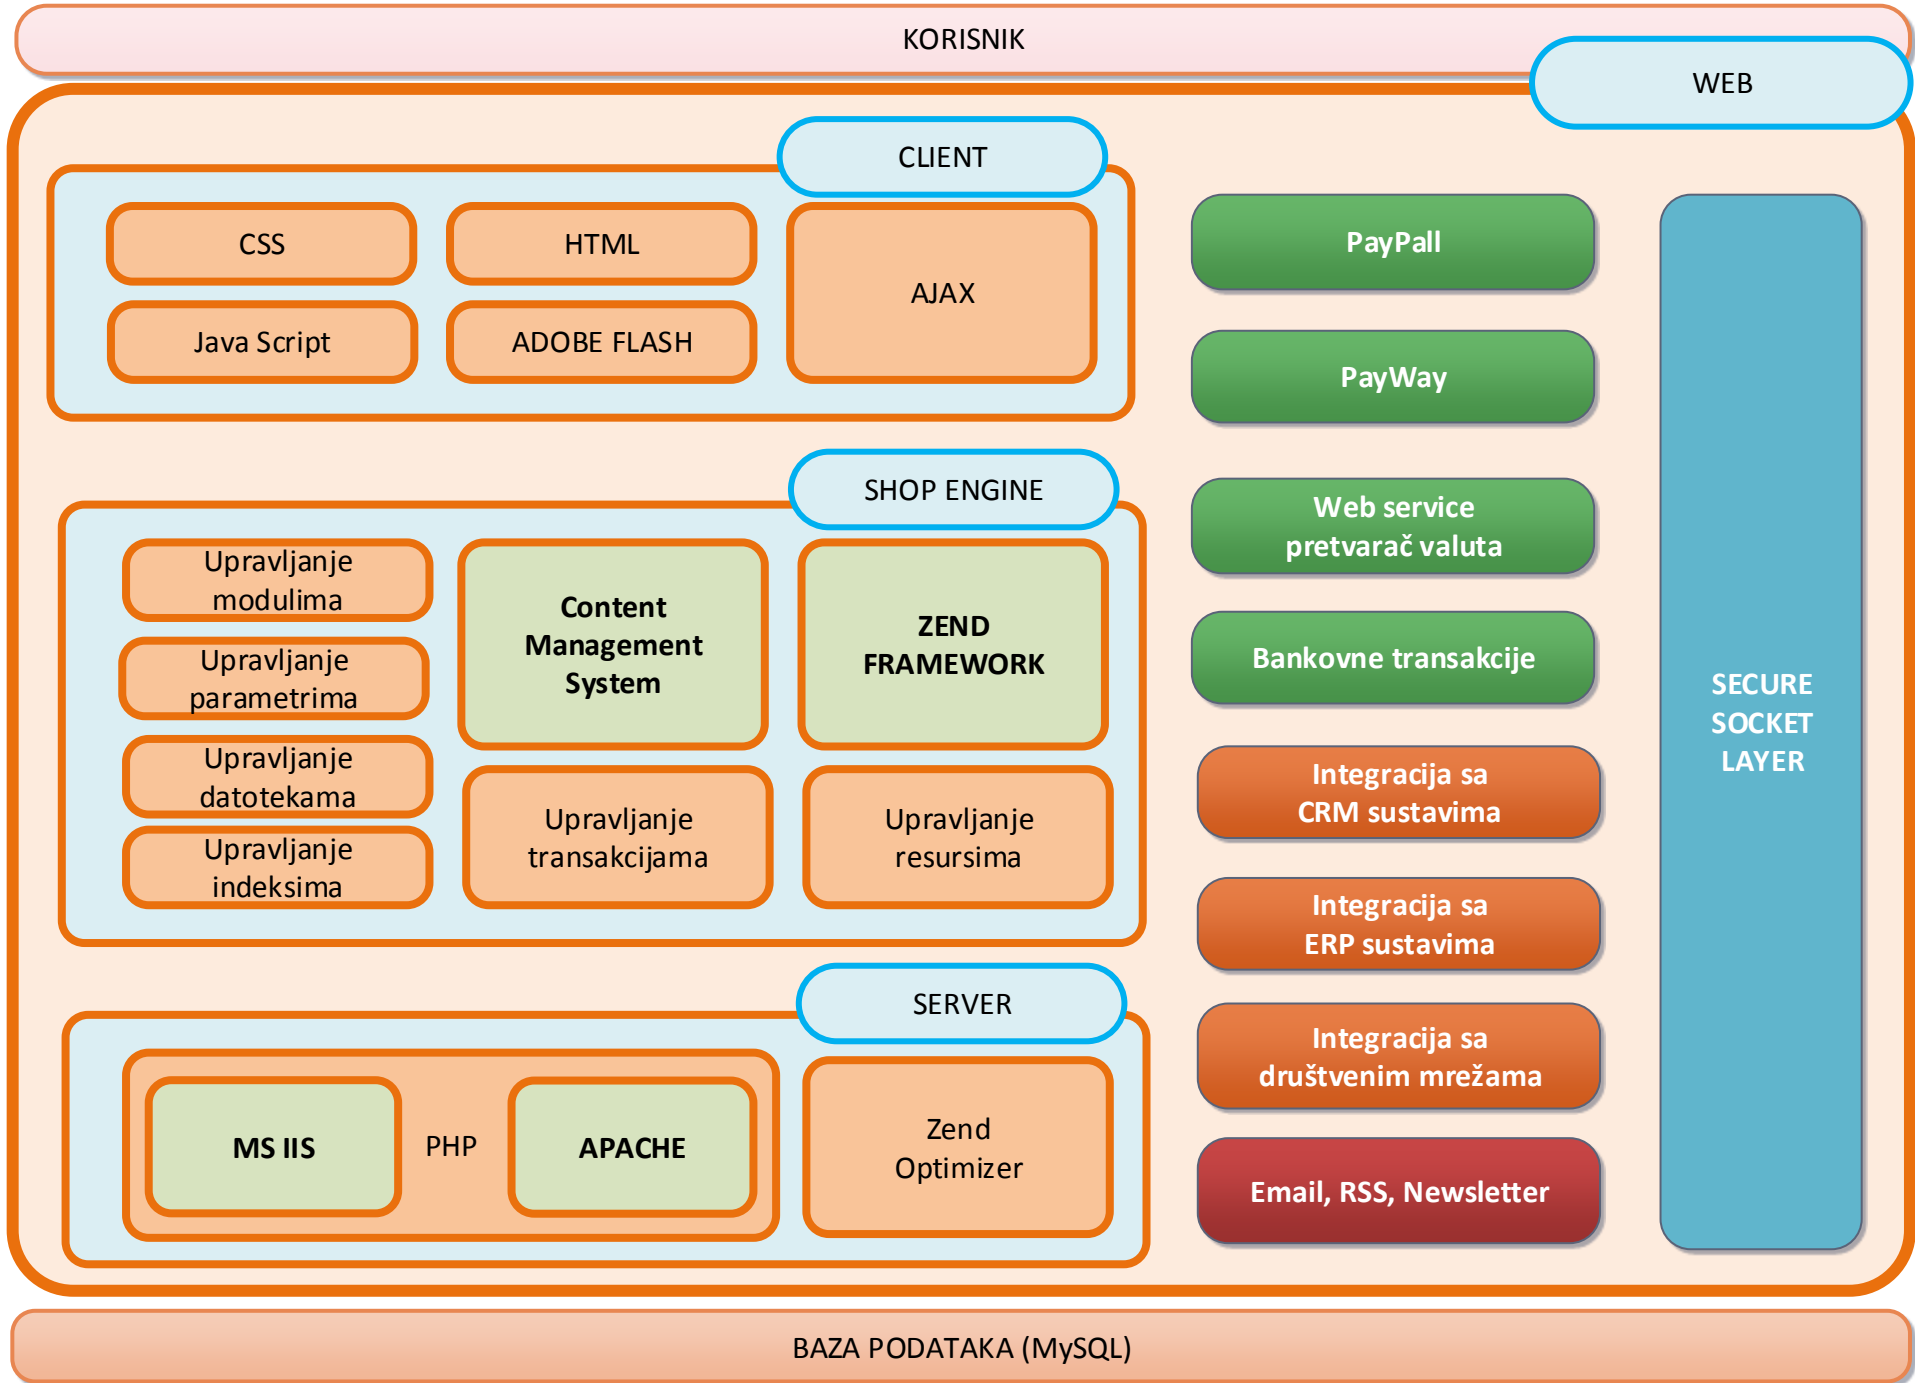 KORISNIK
WEB
CLIENT
CSS
HTML
AJAX
Java Script
ADOBE FLASH
SHOP ENGINE
Upravljanje
modulima
Upravljanje
parametrima
Upravljanje
datotekama
Upravljanje
indeksima
Content
Management
System
ZEND
FRAMEWORK
Upravljanje
transakcijama
Upravljanje
resursima
SERVER
MS IIS
PHP
APACHE
Zend
Optimizer
PayPall
PayWay
Web service
pretvarač valuta
Bankovne transakcije
Integracija sa
CRM sustavima
Integracija sa
ERP sustavima
Integracija sa
društvenim mrežama
Email, RSS, Newsletter
SECURE
SOCKET
LAYER
BAZA PODATAKA (MySQL)